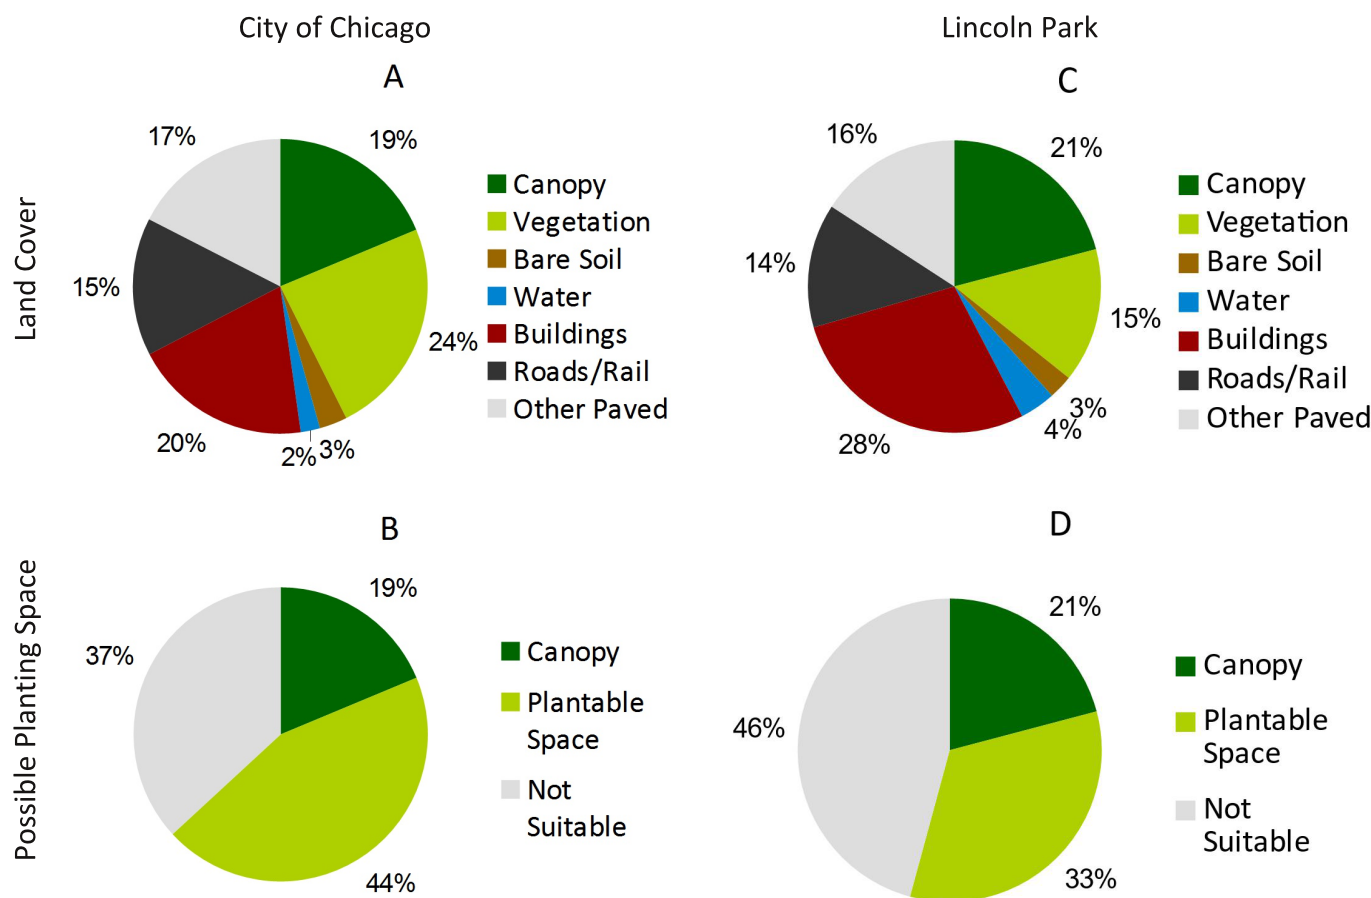 City of Chicago
Lincoln Park
Land Cover
A
17%
19%
15%
24%
20%
2%
3%
Canopy
Vegetation
Bare Soil
Water
Buildings
Roads/Rail
Other Paved
C
16%
21%
14%
15%
3%
4%
28%
Canopy
Vegetation
Bare Soil
Water
Buildings
Roads/Rail
Other Paved
Possible Planting Space
B
19%
37%
44%
Canopy
Plantable
Space
Not
Suitable
D
21%
46%
33%
Canopy
Plantable
Space
Not
Suitable